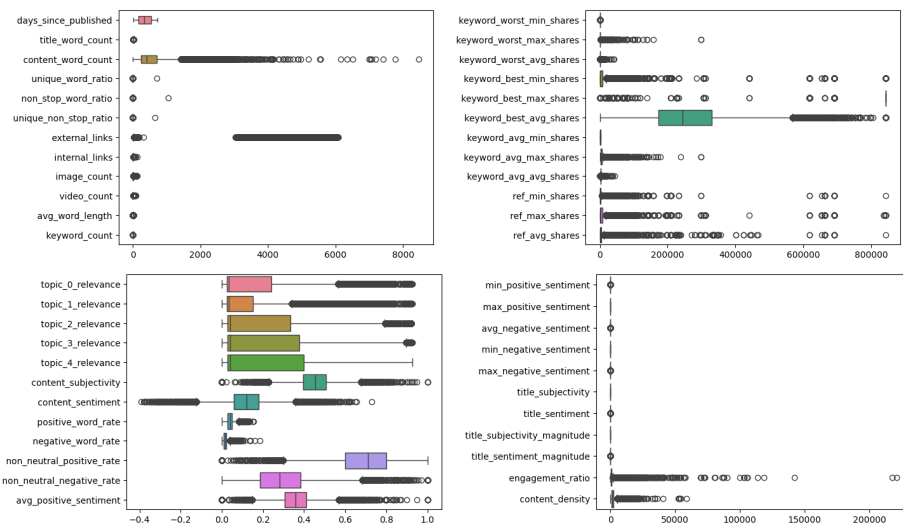 days_since_published
title_word_count
content_word_count
unique_word_ratio
non_stop_word_ratio
unique_non_stop_ratio
external_links
internal_links
image_count
video_count
avg_word_length
keyword_count
0 2000 4000 6000 8000
keyword_worst_min_shares
keyword_worst_max_shares
keyword_worst_avg_shares
keyword_best_min_shares
keyword_best_max_shares
keyword_best_avg_shares
keyword_avg_min_shares
keyword_avg_max_shares
keyword_avg_avg_shares
ref_min_shares
ref_max_shares
ref_avg_shares
0 200000 400000 600000 800000
topic_0_relevance
topic_1_relevance
topic_2_relevance
topic_3_relevance
topic_4_relevance
content_subjectivity
content_sentiment
positive_word_rate
negative_word_rate
non_neutral_positive_rate
non_neutral_negative_rate
avg_positive_sentiment
−0.4 −0.2 0.0 0.2 0.4 0.6 0.8 1.0
min_positive_sentiment
max_positive_sentiment
avg_negative_sentiment
min_negative_sentiment
max_negative_sentiment
title_subjectivity
title_sentiment
title_subjectivity_magnitude
title_sentiment_magnitude
engagement_ratio
content_density
0 50000 100000 150000 200000